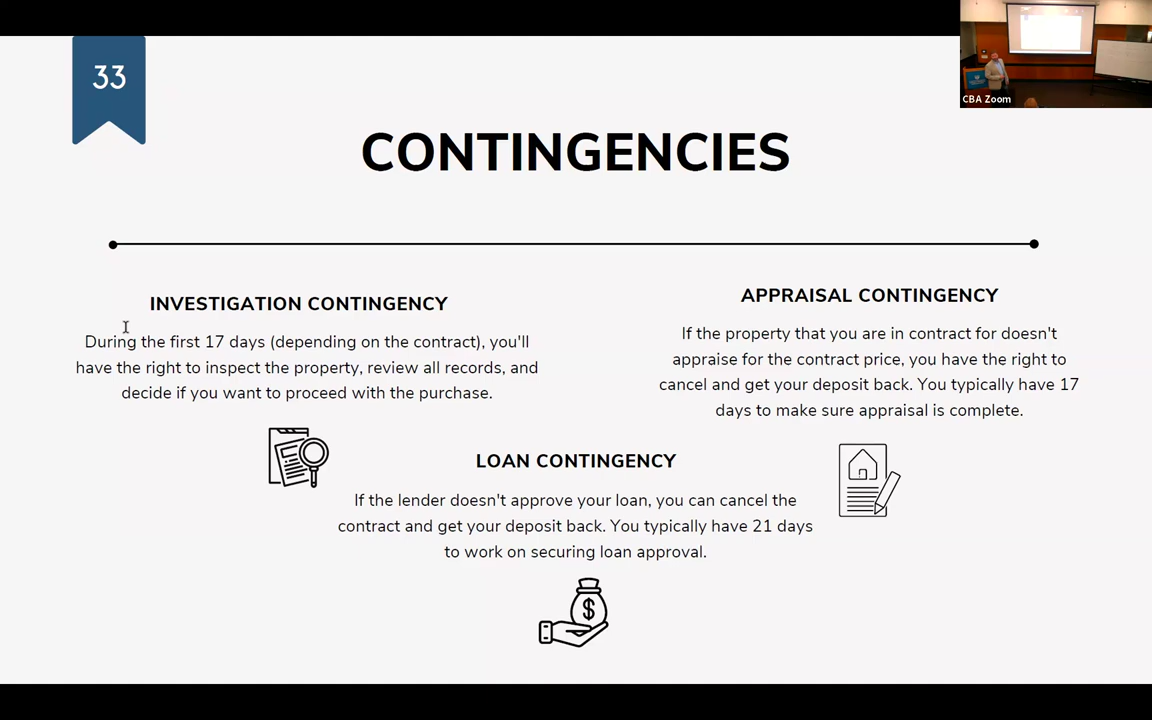 33
CBA Zoom
CONTINGENCIES
INVESTIGATION CONTINGENCY
During the first 17 days (depending on the contract), you'll
have the right to inspect the property, review all records, and
decide if you want to proceed with the purchase.
APPRAISAL CONTINGENCY
If the property that you are in contract for doesn't
appraise for the contract price, you have the right to
cancel and get your deposit back. You typically have 17
days to make sure appraisal is complete.
LOAN CONTINGENCY
If the lender doesn't approve your loan, you can cancel the
contract and get your deposit back. You typically have 21 days
to work on securing loan approval.
$